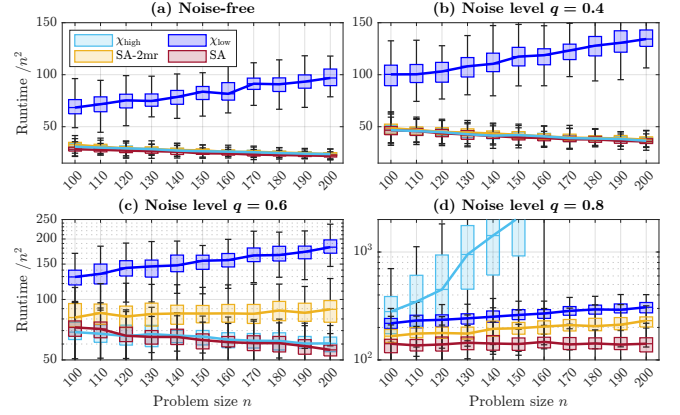 (a) Noise-free
(b) Noise level q = 0.4
Runtime /n²
150
100
50
χhigh
χlow
SA-2mr
SA
100 110 120 130 140 150 160 170 180 190 200
Runtime /n²
150
100
50
100 110 120 130 140 150 160 170 180 190 200
(c) Noise level q = 0.6
(d) Noise level q = 0.8
Runtime /n²
250
200
150
100
50
100 110 120 130 140 150 160 170 180 190 200
Problem size n
10³
10²
100 110 120 130 140 150 160 170 180 190 200
Problem size n